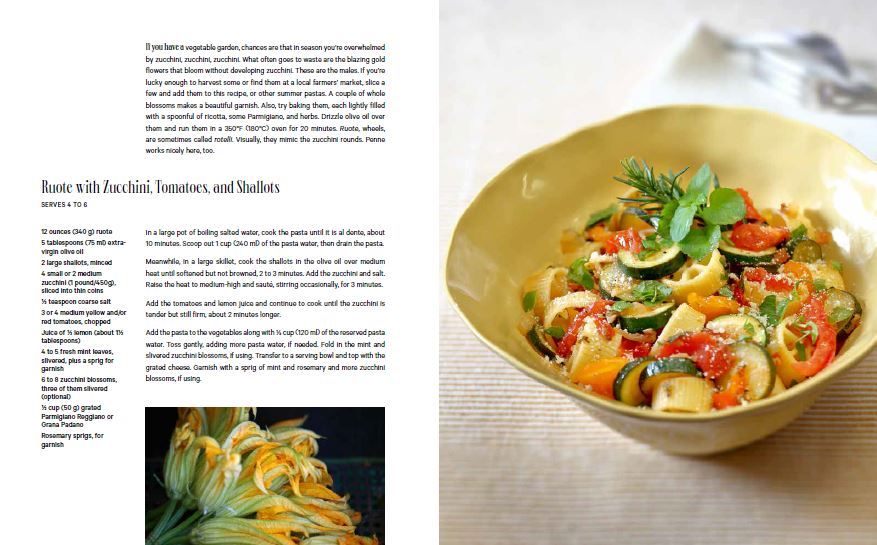 If you have a vegetable garden, chances are that in season you're overwhelmed
by zucchini, zucchini, zucchini. What often goes to waste are the blazing gold
flowers that bloom without developing zucchini. These are the males. If you're
lucky enough to harvest some or find them at a local farmers' market, slice a
few and add them to this recipe, or other summer pastas. A couple of whole
blossoms makes a beautiful garnish. Also, try baking them, each lightly filled
with a spoonful of ricotta, some Parmigiano, and herbs. Drizzle olive oil over
them and run them in a 350°F (180°C) oven for 20 minutes. Ruote, wheels,
are sometimes called rotelli. Visually, they mimic the zucchini rounds. Penne
works nicely here, too.
Ruote with Zucchini, Tomatoes, and Shallots
SERVES 4 TO 6
12 ounces (340 g) ruote
5 tablespoons (75 ml) extra-
virgin olive oil
2 large shallots, minced
4 small or 2 medium
zucchini (1 pound/450g),
sliced into thin coins
½ teaspoon coarse salt
3 or 4 medium yellow and/or
red tomatoes, chopped
Juice of ½ lemon (about 1½
tablespoons)
4 to 5 fresh mint leaves,
slivered, plus a sprig for
garnish
6 to 8 zucchini blossoms,
three of them slivered
(optional)
½ cup (50 g) grated
Parmigiano Reggiano or
Grana Padano
Rosemary sprigs, for
garnish
In a large pot of boiling salted water, cook the pasta until it is al dente, about
10 minutes. Scoop out 1 cup (240 ml) of the pasta water, then drain the pasta.
Meanwhile, in a large skillet, cook the shallots in the olive oil over medium
heat until softened but not browned, 2 to 3 minutes. Add the zucchini and salt.
Raise the heat to medium-high and sauté, stirring occasionally, for 3 minutes.
Add the tomatoes and lemon juice and continue to cook until the zucchini is
tender but still firm, about 2 minutes longer.
Add the pasta to the vegetables along with ½ cup (120 ml) of the reserved pasta
water. Toss gently, adding more pasta water, if needed. Fold in the mint and
slivered zucchini blossoms, if using. Transfer to a serving bowl and top with the
grated cheese. Garnish with a sprig of mint and rosemary and more zucchini
blossoms, if using.